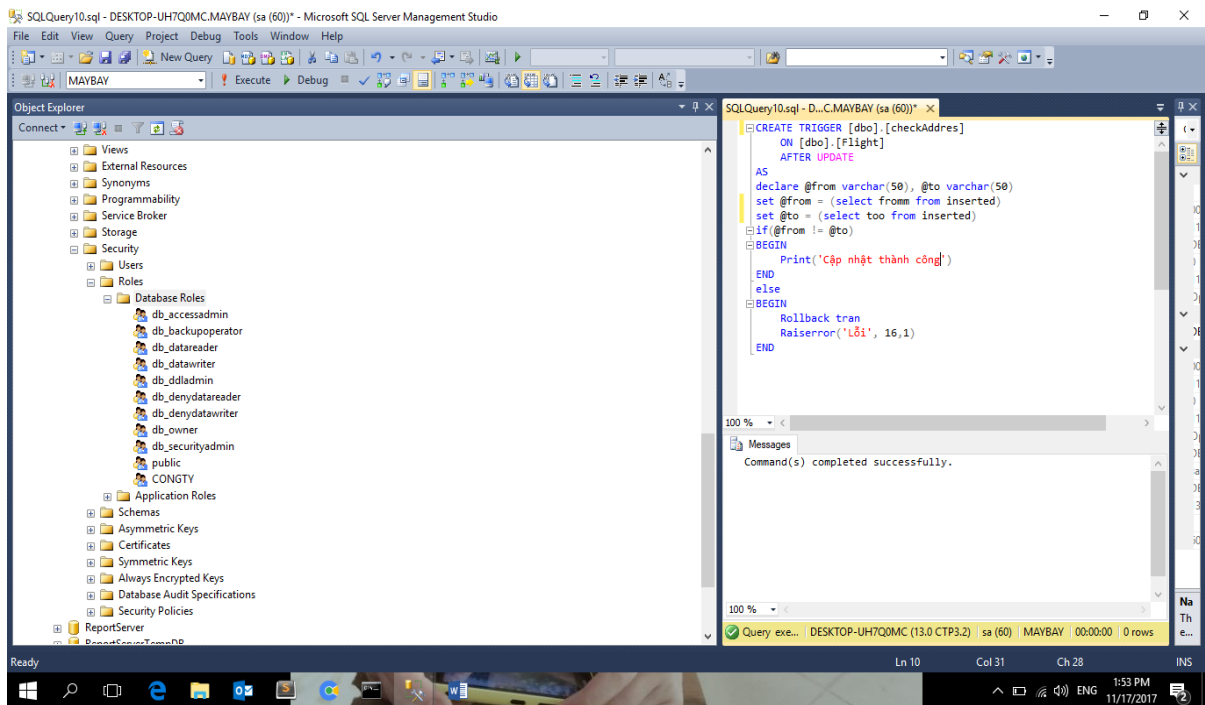 SQLQuery10.sql - DESKTOP-UH7Q0MC.MAYBAY (sa (60))* - Microsoft SQL Server Management Studio
File Edit View Query Project Debug Tools Window Help
New Query
MAYBAY Execute Debug
Object Explorer
Connect
Views
External Resources
Synonyms
Programmability
Service Broker
Storage
Security
Users
Roles
Database Roles
db_accessadmin
db_backupoperator
db_datareader
db_datawriter
db_ddladmin
db_denydatareader
db_denydatawriter
db_owner
db_securityadmin
public
CONGTY
Application Roles
Schemas
Asymmetric Keys
Certificates
Symmetric Keys
Always Encrypted Keys
Database Audit Specifications
Security Policies
ReportServer
ReportServerTempDB
SQLQuery10.sql - D...C.MAYBAY (sa (60))*
CREATE TRIGGER [dbo].[checkAddres]
ON [dbo].[Flight]
AFTER UPDATE
AS
declare @from varchar(50), @to varchar(50)
set @from = (select fromm from inserted)
set @to = (select too from inserted)
if(@from != @to)
BEGIN
Print('Cập nhật thành công')
END
else
BEGIN
Rollback tran
Raiserror('Lỗi', 16,1)
END
100 %
Messages
Command(s) completed successfully.
100 %
Query exe... DESKTOP-UH7Q0MC (13.0 CTP3.2) sa (60) MAYBAY 00:00:00 0 rows
Na
Th
e...
Ready Ln 10 Col 31 Ch 28 INS
ENG 1:53 PM
11/17/2017